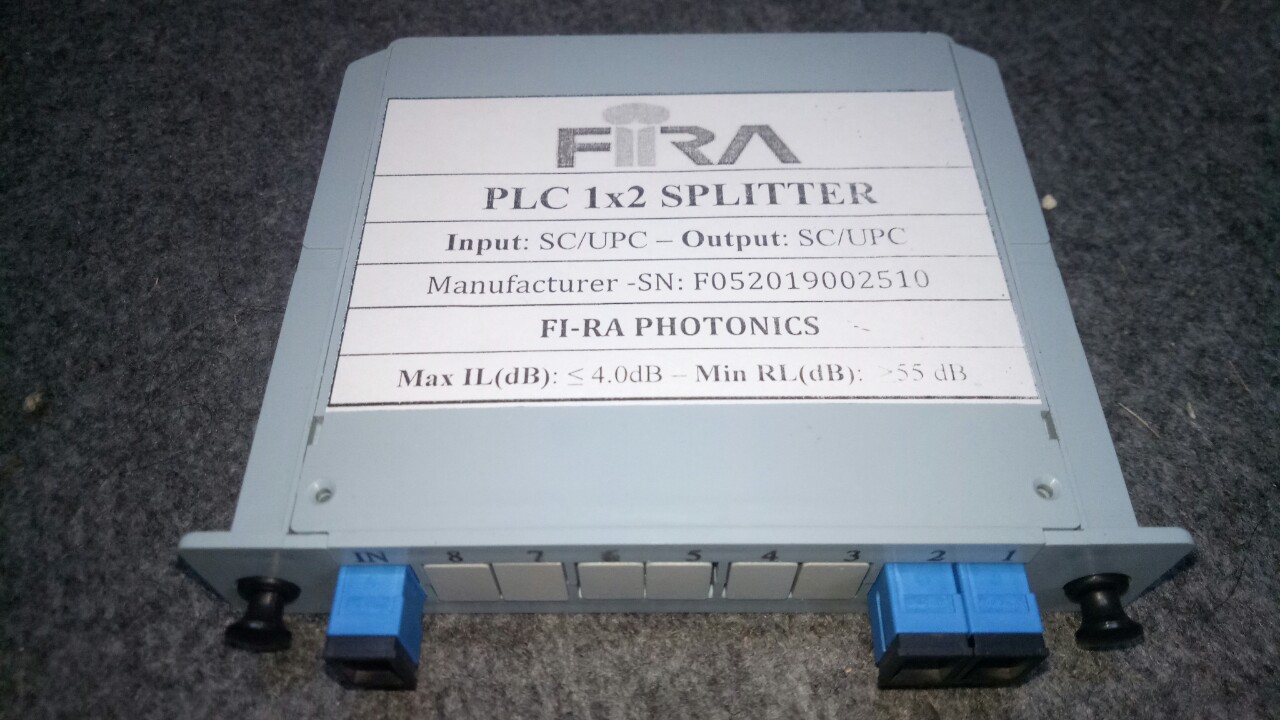 FiRA
PLC 1x2 SPLITTER
Input: SC/UPC – Output: SC/UPC
Manufacturer -SN: F052019002510
FI-RA PHOTONICS
Max IL(dB): ≤ 4.0dB – Min RL(dB): >55 dB
IN 8 7 6 5 4 3 2 1